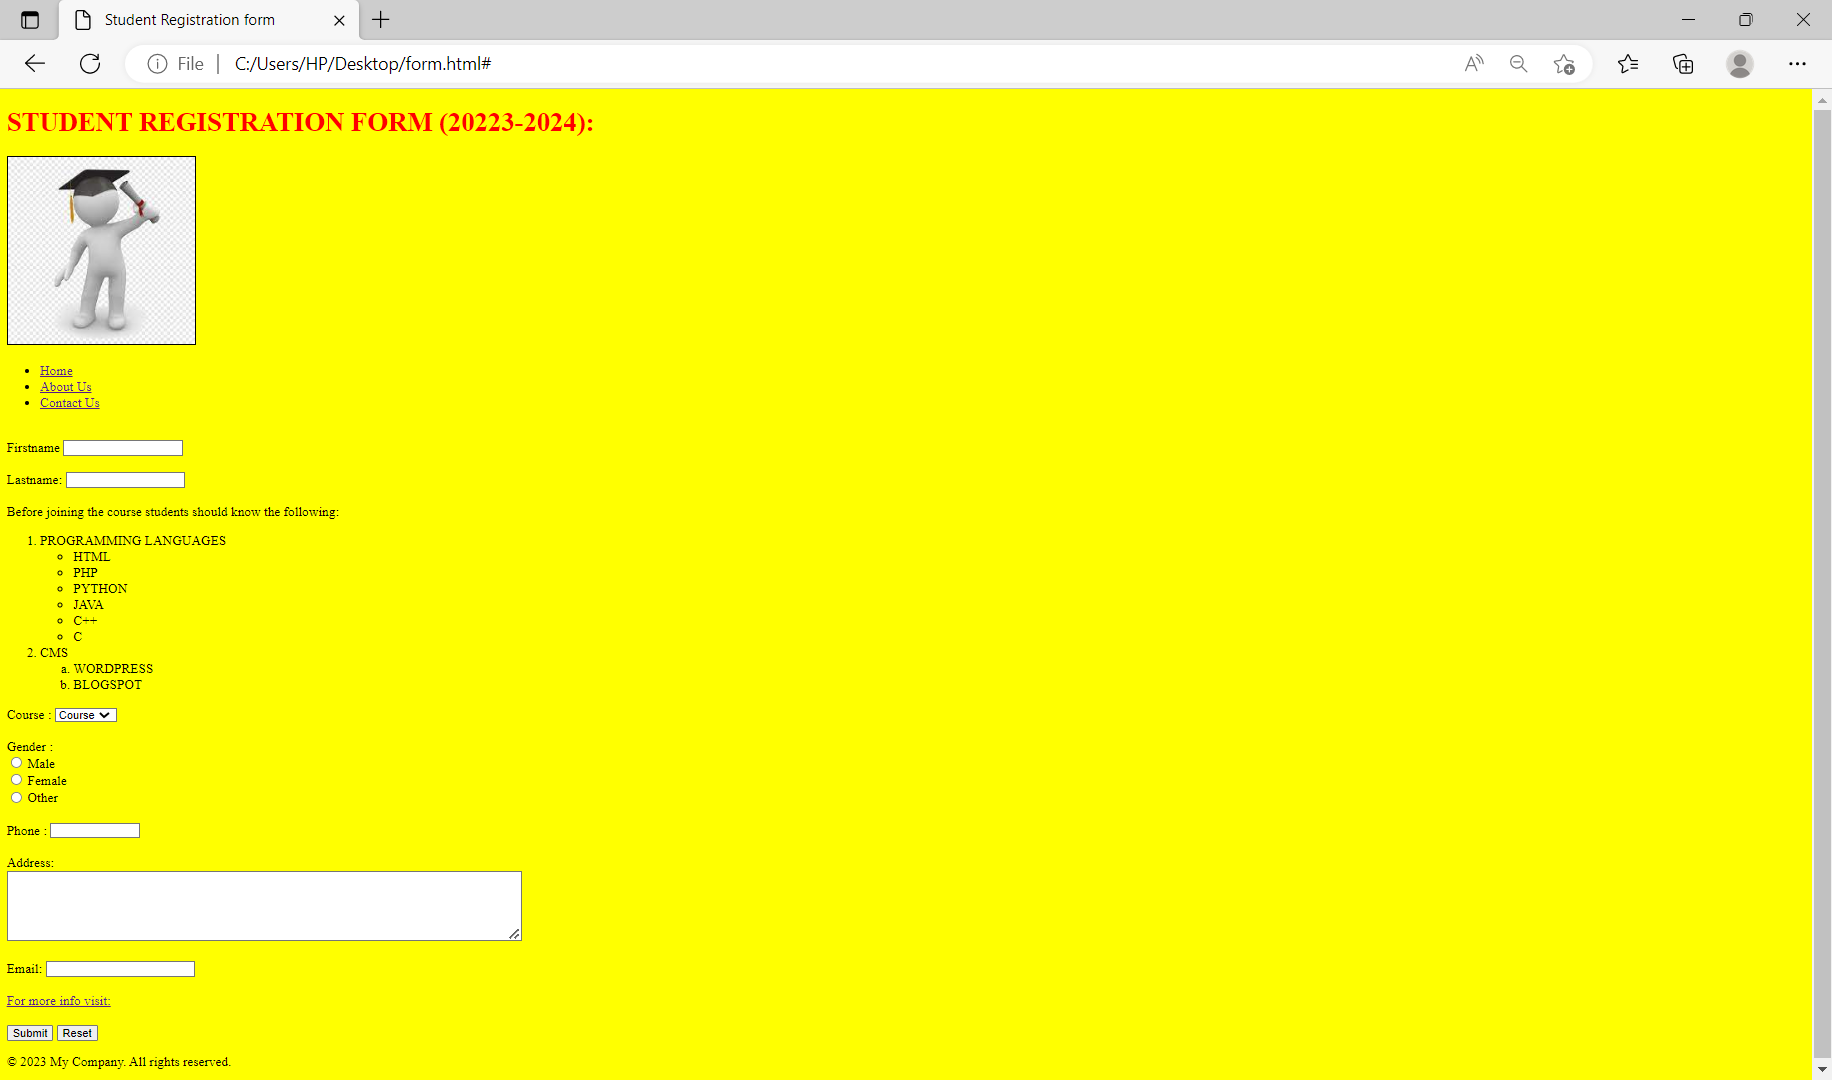 Student Registration form
File | C:/Users/HP/Desktop/form.html#
STUDENT REGISTRATION FORM (20223-2024):
• Home
• About Us
• Contact Us
Firstname
Lastname:
Before joining the course students should know the following:
1. PROGRAMMING LANGUAGES
HTML
PHP
PYTHON
JAVA
C++
C
2. CMS
a. WORDPRESS
b. BLOGSPOT
Course : Course
Gender :
Male
Female
Other
Phone :
Address:
Email:
For more info visit:
Submit Reset
© 2023 My Company. All rights reserved.